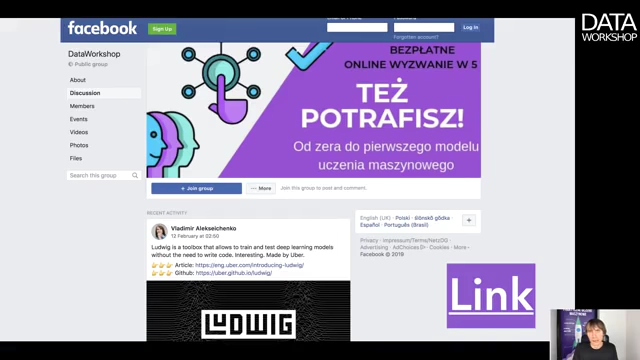 facebook
Sign Up
Forgotten account?
Log In
DATA
WORKSHOP
DataWorkshop
Public group
About
Discussion
Members
Events
Videos
Photos
Files
Search this group
BEZPŁATNE
ONLINE WYZWANIE W 5
TEŻ
POTRAFISZ!
Od zera do pierwszego modelu
uczenia maszynowego
+ Join group
More
Join this group to post and comment.
RECENT ACTIVITY
Vladimir Alekseichenko
12 February at 02:50
Ludwig is a toolbox that allows to train and test deep learning models
without the need to write code. Interesting. Made by Uber.
Article: https://eng.uber.com/introducing-ludwig/
Github: https://uber.github.io/ludwig/
LUDWIG
English (UK) · Polski ·
Español · Português (Brasil)
Privacy · Impressum/Terms/NetzDG ·
Advertising · AdChoices · Cookies · More
Facebook © 2019
Link